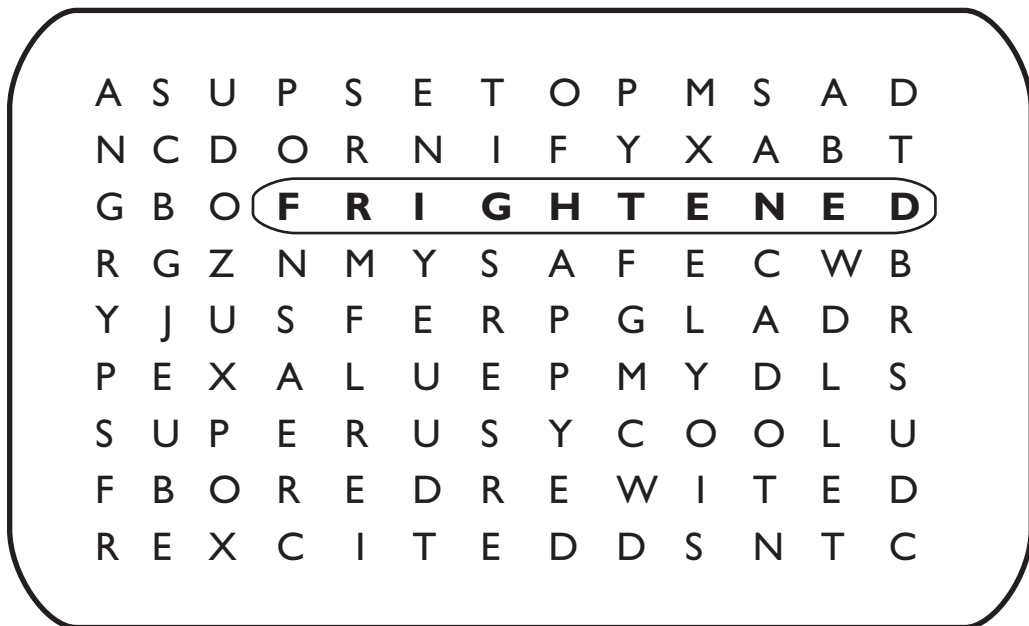 A S U P S E T O P M S A D
N C D O R N I F Y X A B T
G B O F R I G H T E N E D
R G Z N M Y S A F E C W B
Y J U S F E R P G L A D R
P E X A L U E P M Y D L S
S U P E R U S Y C O O L U
F B O R E D R E W I T E D
R E X C I T E D D S N T C